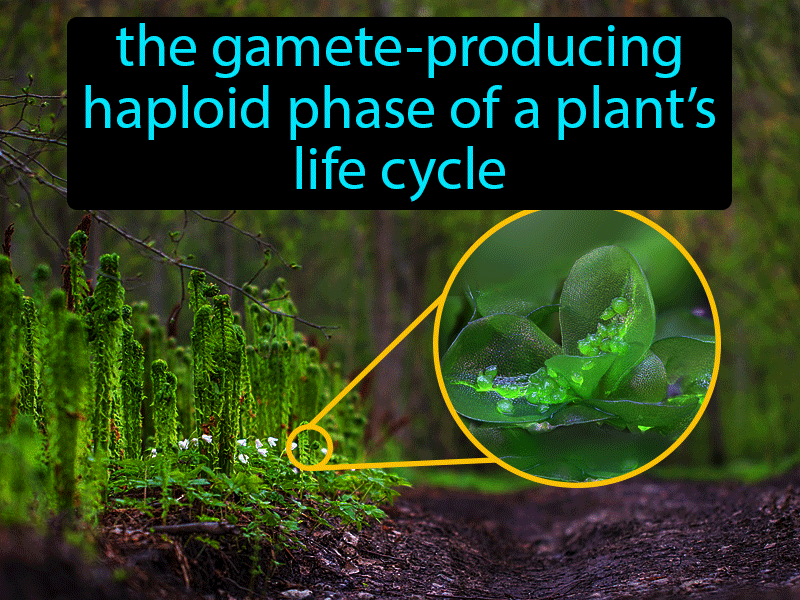 the gamete-producing
haploid phase of a plant’s
life cycle